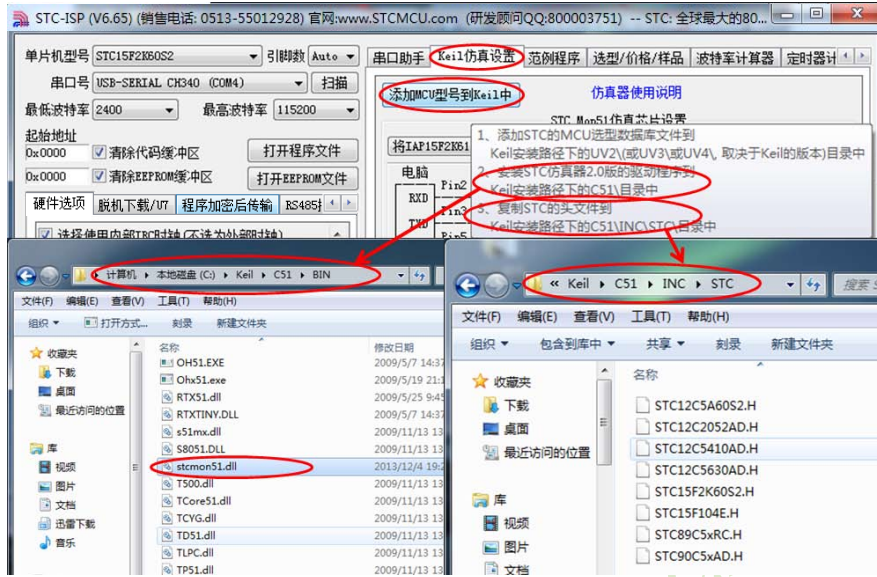 STC-ISP (V6.65) (销售电话: 0513-55012928) 官网:www.STCMCU.com (研发顾问QQ:800003751) -- STC: 全球最大的80...
单片机型号 STC15F2K60S2 引脚数 Auto
串口号 USB-SERIAL CH340 (COM4) 扫描
最低波特率 2400 最高波特率 115200
起始地址
0x0000 清除代码缓冲区 打开程序文件
0x0000 清除EEPROM缓冲区 打开EEPROM文件
硬件选项 脱机下载/U7 程序加密后传输 RS485
选择使用内部IRC时钟(不选为外部时钟)
串口助手 Keil仿真设置 范例程序 选型/价格/样品 波特率计算器 定时器计
添加MCU型号到Keil中 仿真器使用说明
STC Mon51仿真芯片设置
将IAP15F2K61
电脑
RXD Pin2
TXD Pin3
Pin5
1、添加STC的MCU选型数据库文件到
Keil安装路径下的UV2\(或UV3\或UV4\, 取决于Keil的版本)目录中
2、安装STC仿真器2.0版的驱动程序到
Keil安装路径下的C51\目录中
3、复制STC的头文件到
Keil安装路径下的C51\INC\STC\目录中
计算机 本地磁盘 (C:) Keil C51 BIN
文件(F) 编辑(E) 查看(V) 工具(T) 帮助(H)
组织 打开方式... 刻录 新建文件夹
收藏夹
下载
桌面
最近访问的位置
库
视频
图片
文档
迅雷下载
音乐
名称 修改日期
OH51.EXE 2009/5/7 14:37
Ohx51.exe 2009/5/19 21:1
RTX51.dll 2009/5/25 9:45
RTXTINY.DLL 2009/5/7 14:37
s51mx.dll 2009/11/13 13
S8051.DLL 2009/11/13 13
stcmon51.dll 2013/12/4 19:2
T500.dll 2009/11/13 13
TCore51.dll 2009/11/13 13
TCYG.dll 2009/11/13 13
TD51.dll 2009/11/13 13
TLPC.dll 2009/11/13 13
TP51.dll 2009/11/13 13
« Keil C51 INC STC 搜索 S
文件(F) 编辑(E) 查看(V) 工具(T) 帮助(H)
组织 包含到库中 共享 刻录 新建文件夹
收藏夹
下载
桌面
最近访问的位置
库
视频
图片
文档
名称
STC12C5A60S2.H
STC12C2052AD.H
STC12C5410AD.H
STC12C5630AD.H
STC15F2K60S2.H
STC15F104E.H
STC89C5xRC.H
STC90C5xAD.H